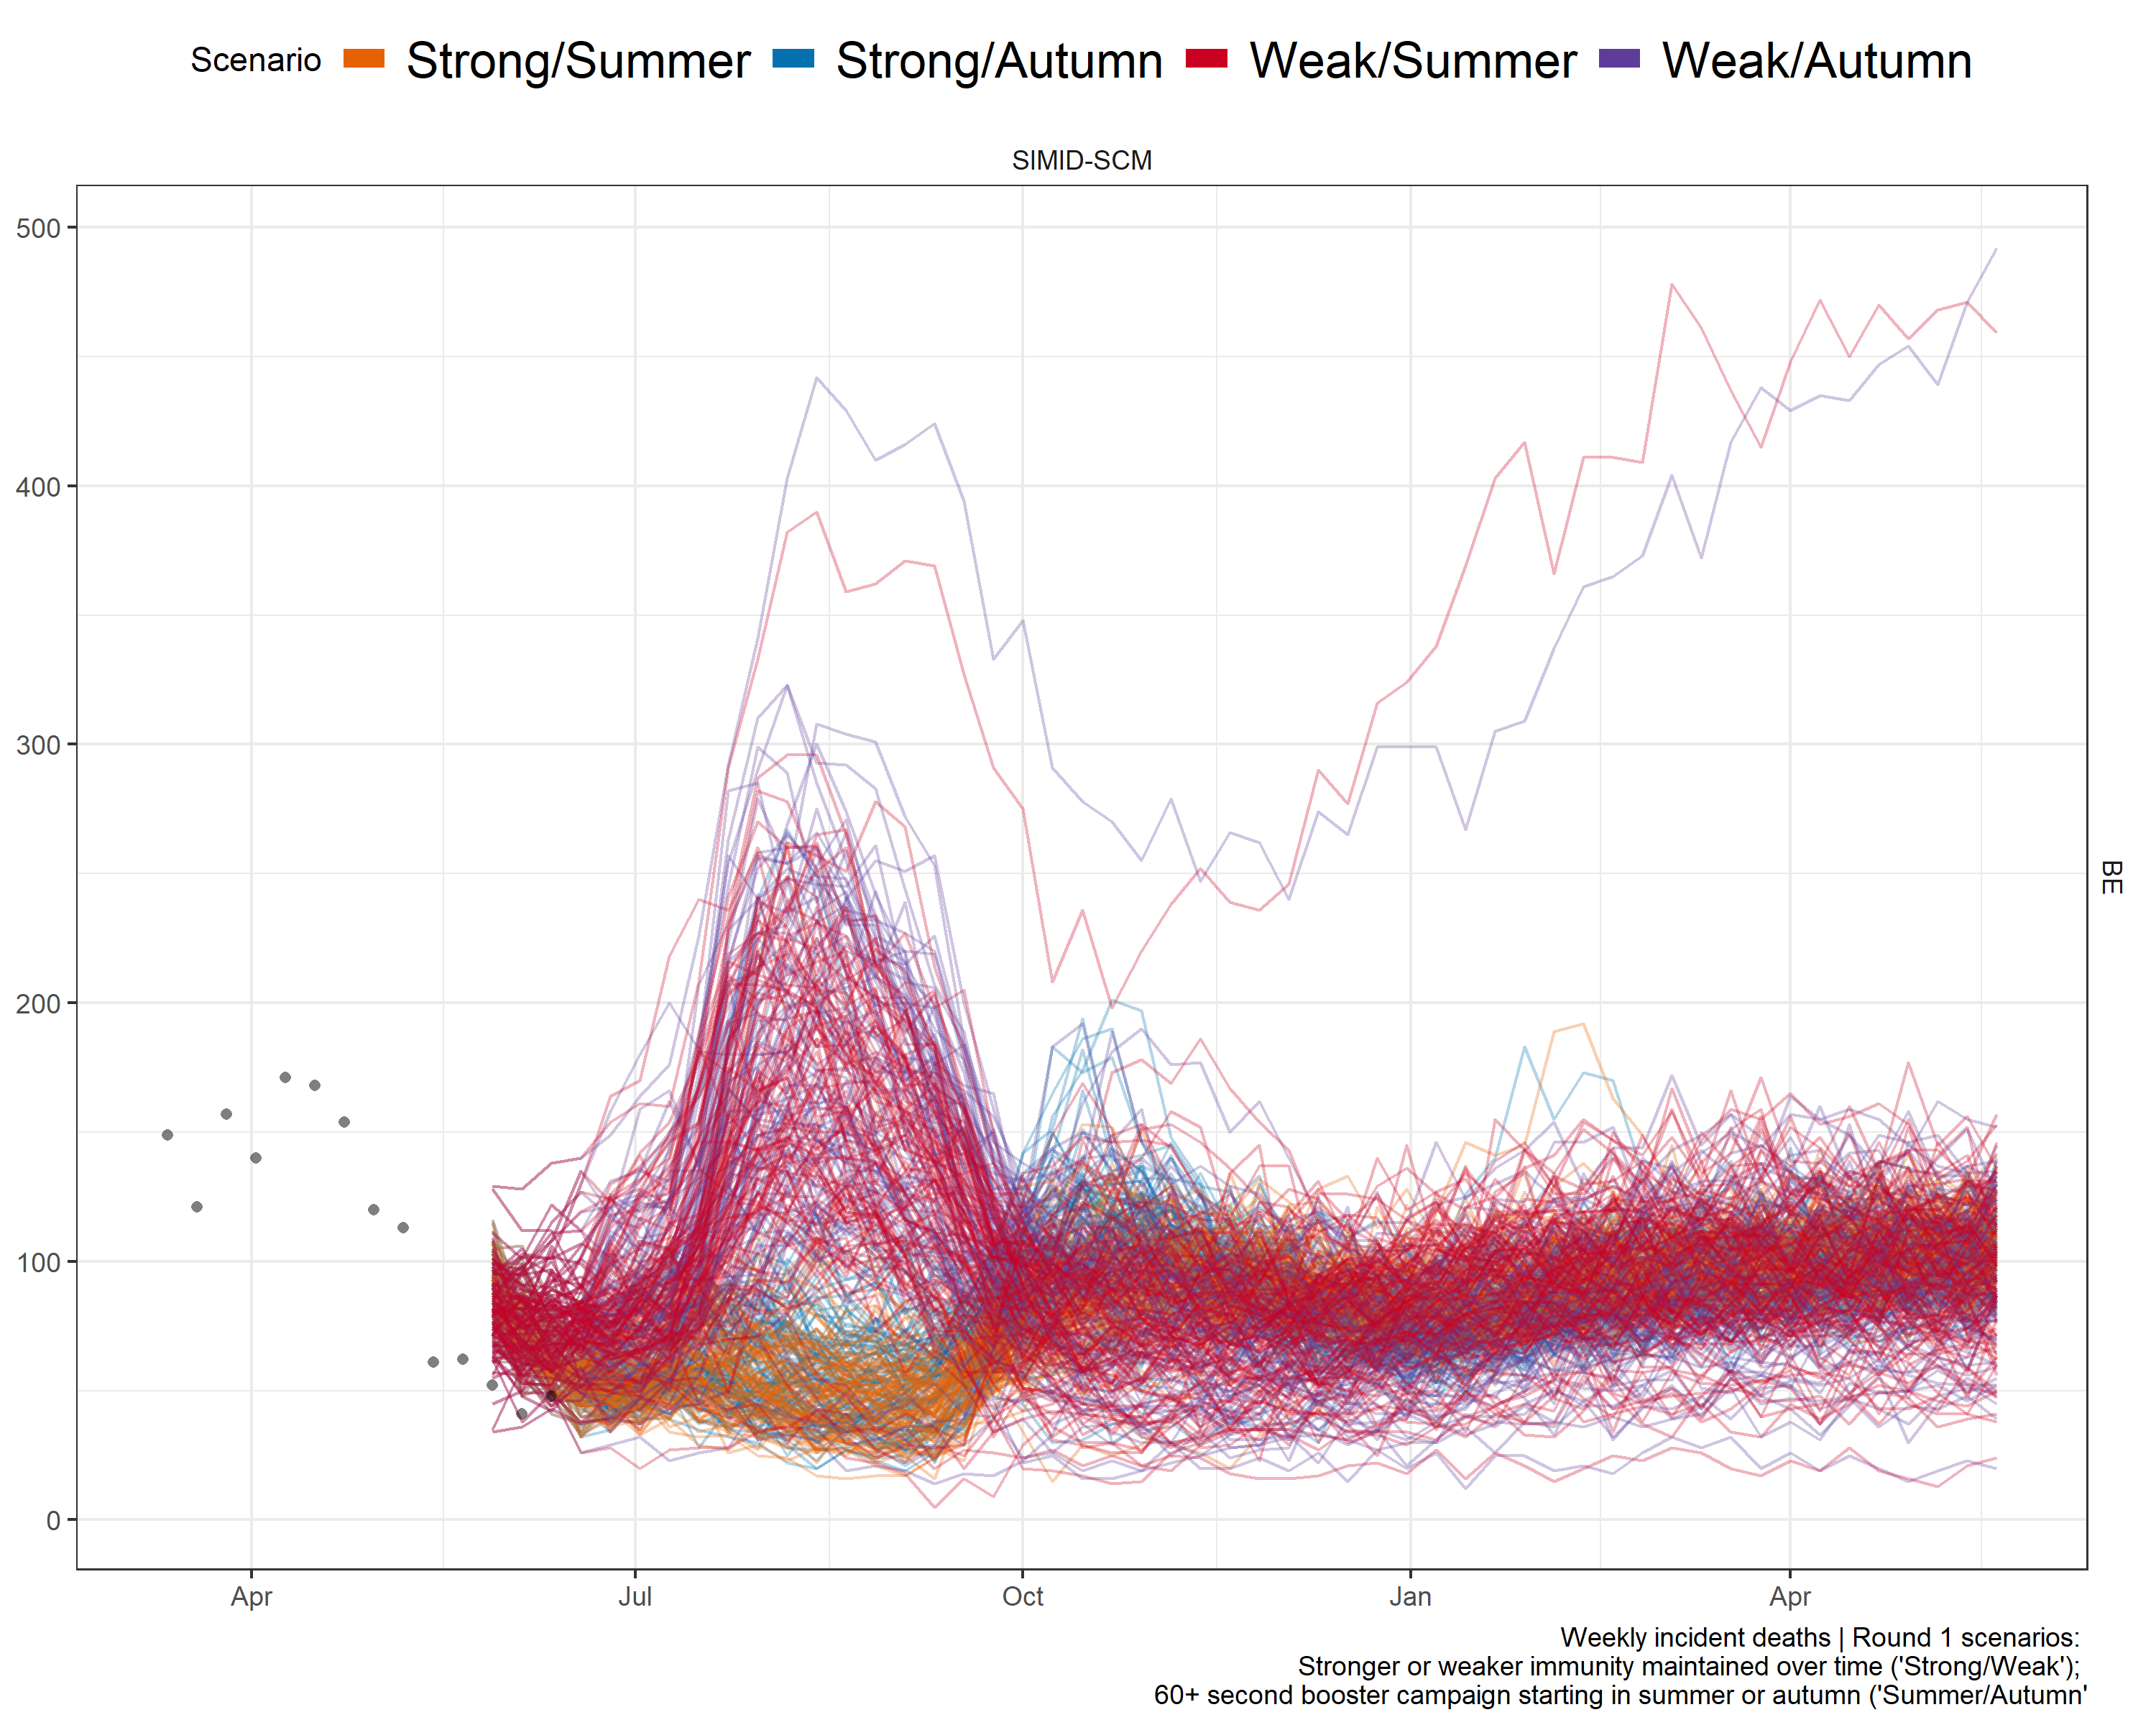 Scenario Strong/Summer Strong/Autumn Weak/Summer Weak/Autumn
SIMID-SCM
500
400
300
200
100
0
BE
Apr Jul Oct Jan Apr
Weekly incident deaths | Round 1 scenarios:
Stronger or weaker immunity maintained over time ('Strong/Weak');
60+ second booster campaign starting in summer or autumn ('Summer/Autumn'